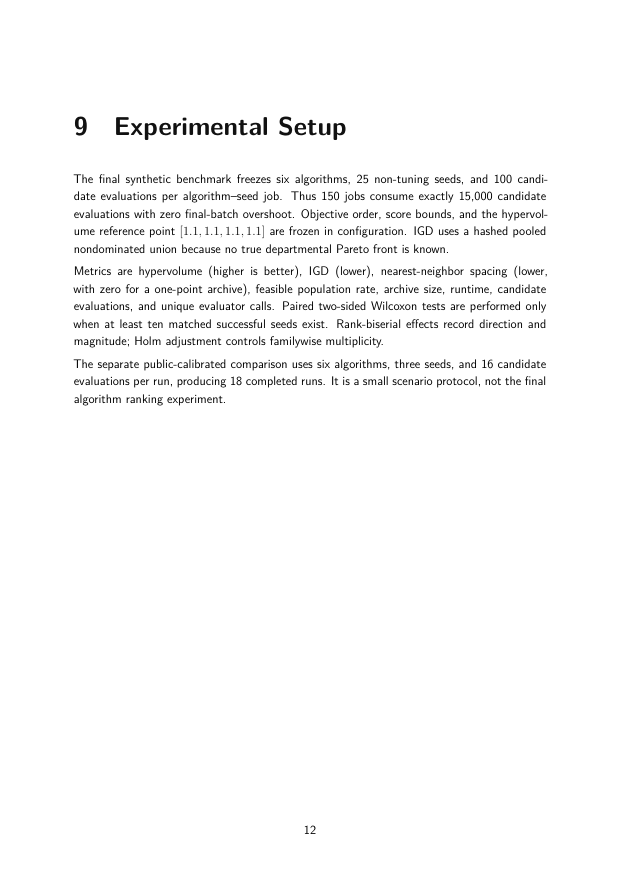 9 Experimental Setup
The final synthetic benchmark freezes six algorithms, 25 non-tuning seeds, and 100 candi-
date evaluations per algorithm–seed job. Thus 150 jobs consume exactly 15,000 candidate
evaluations with zero final-batch overshoot. Objective order, score bounds, and the hypervol-
ume reference point [1.1, 1.1, 1.1, 1.1] are frozen in configuration. IGD uses a hashed pooled
nondominated union because no true departmental Pareto front is known.
Metrics are hypervolume (higher is better), IGD (lower), nearest-neighbor spacing (lower,
with zero for a one-point archive), feasible population rate, archive size, runtime, candidate
evaluations, and unique evaluator calls. Paired two-sided Wilcoxon tests are performed only
when at least ten matched successful seeds exist. Rank-biserial effects record direction and
magnitude; Holm adjustment controls familywise multiplicity.
The separate public-calibrated comparison uses six algorithms, three seeds, and 16 candidate
evaluations per run, producing 18 completed runs. It is a small scenario protocol, not the final
algorithm ranking experiment.
12